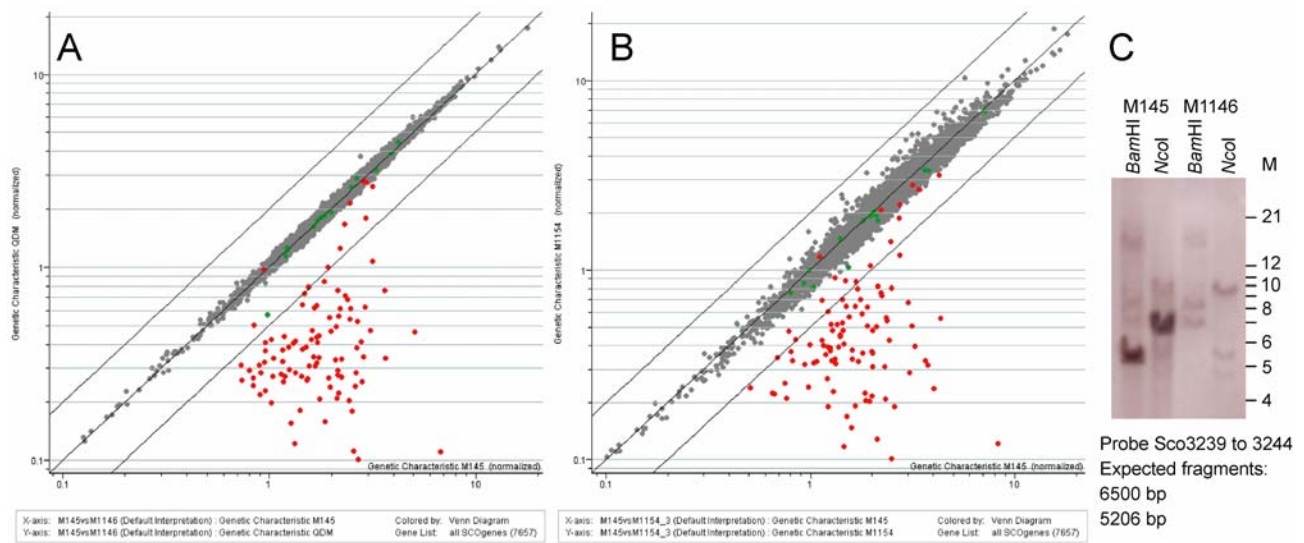 A
10
1
0.1
Genetic Characteristic QDM (normalized)
Genetic Characteristic M145 (normalized)
0.1
1
10
X-axis: M145vsM1146 (Default Interpretation) : Genetic Characteristic M145
Y-axis: M145vsM1146 (Default Interpretation) : Genetic Characteristic QDM
Colored by: Venn Diagram
Gene List: all SCOgenes (7657)
B
10
1
0.1
Genetic Characteristic M1154 (normalized)
Genetic Characteristic M145 (normalized)
0.1
1
10
X-axis: M145vsM1154_3 (Default Interpretation) : Genetic Characteristic M145
Y-axis: M145vsM1154_3 (Default Interpretation) : Genetic Characteristic M1154
Colored by: Venn Diagram
Gene List: all SCOgenes (7657)
C
M145 M1146
BamHI
NcoI
BamHI
NcoI
M
21
12
10
8
6
5
4
Probe Sco3239 to 3244
Expected fragments:
6500 bp
5206 bp